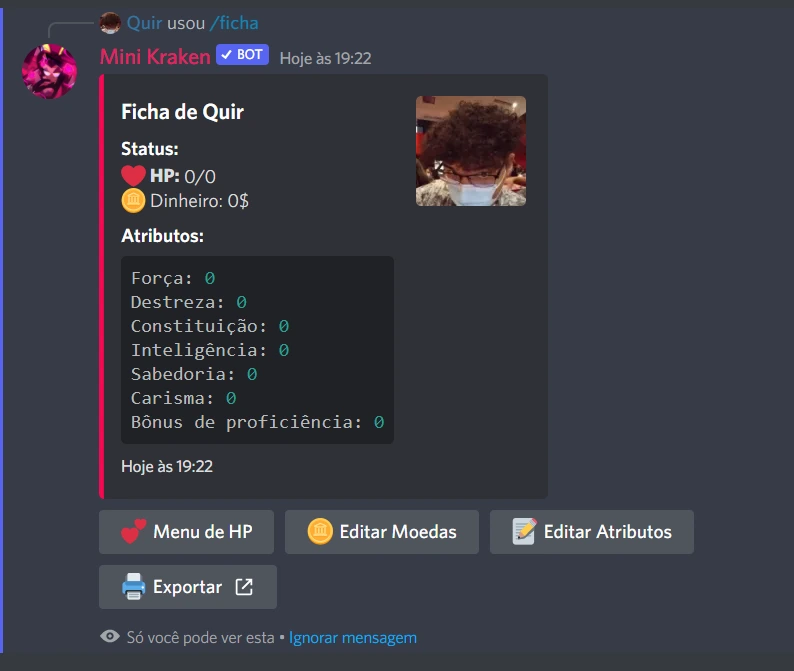 Quir usou /ficha
Mini Kraken ✓ BOT Hoje às 19:22
Ficha de Quir
Status:
HP: 0/0
Dinheiro: 0$
Atributos:
Força: 0
Destreza: 0
Constituição: 0
Inteligência: 0
Sabedoria: 0
Carisma: 0
Bônus de proficiência: 0
Hoje às 19:22
Menu de HP
Editar Moedas
Editar Atributos
Exportar
Só você pode ver esta • Ignorar mensagem